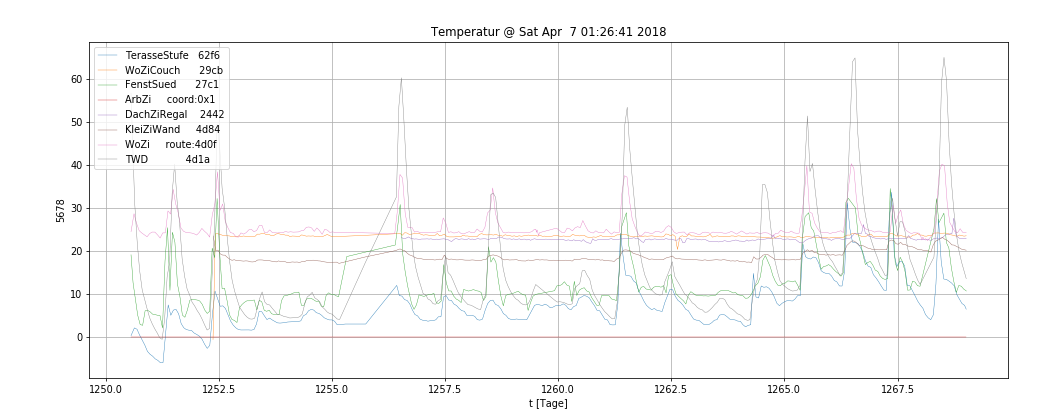 Temperatur @ Sat Apr  7 01:26:41 2018
TerasseStufe 62f6
WoZiCouch 29cb
FenstSued 27c1
ArbZi coord:0x1
DachZiRegal 2442
KleiZiWand 4d84
WoZi route:4d0f
TWD 4d1a
60
50
40
30
20
10
0
5678
1250.0 1252.5 1255.0 1257.5 1260.0 1262.5 1265.0 1267.5
t [Tage]